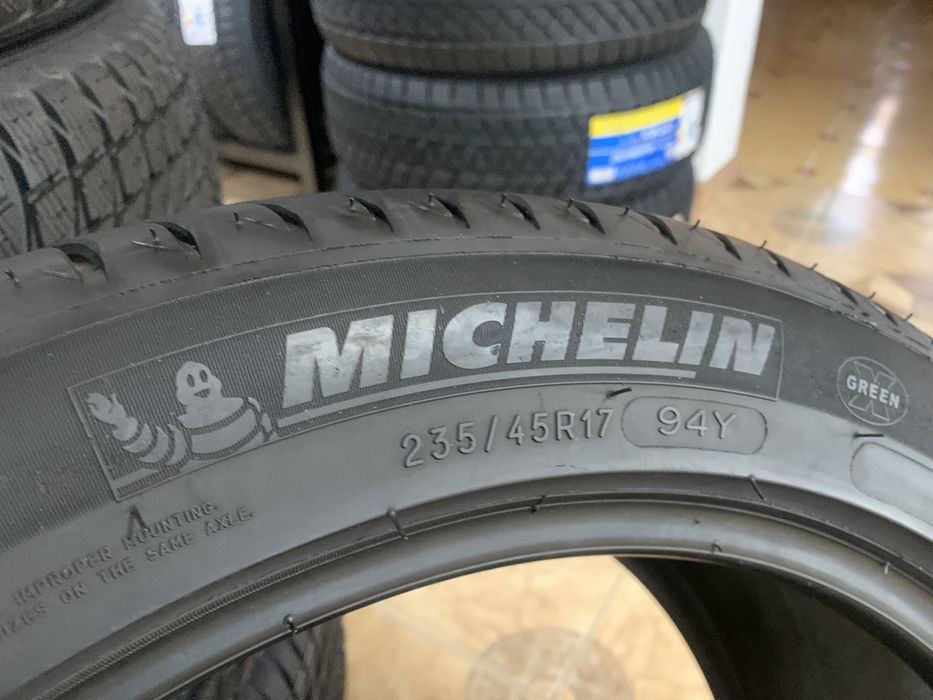 MICHELIN
235/45R17 94Y
GREEN X
IMPROPER MOUNTING.
SIZES ON THE SAME AXLE.